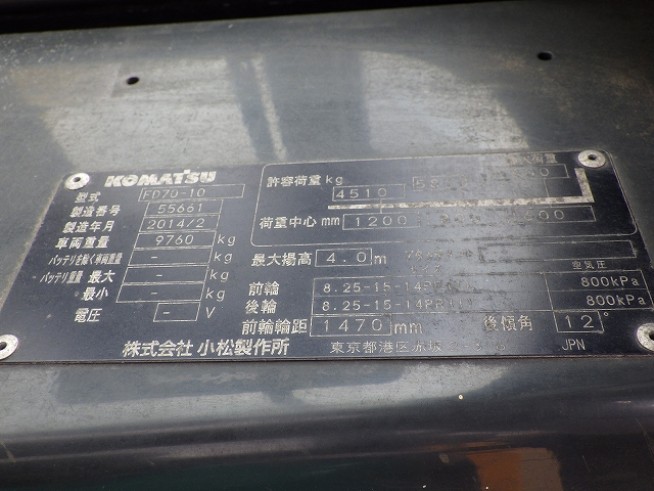 KOMATSU
型式 FD70-10
製造番号 55661
製造年月 2014/2
車両重量 9760 kg
バッテリを除く車両重量 - kg
バッテリ重量 最大 - kg
最小 - kg
電圧 - V
許容荷重 kg 4510
荷重中心 mm 1200
最大揚高 4.0 m
空気圧
前輪 8.25-15-14P 800kPa
後輪 8.25-15-14P 800kPa
前輪輪距 1470 mm 後傾角 12°
株式会社 小松製作所 東京都港区赤坂 JPN